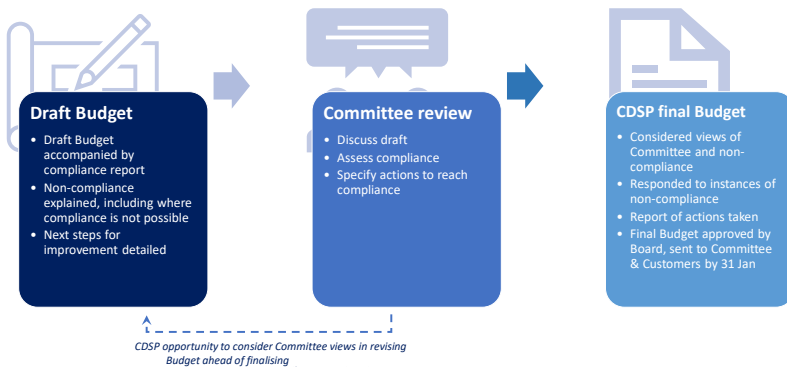 Draft Budget
• Draft Budget
accompanied by
compliance report
• Non-compliance
explained, including where
compliance is not possible
• Next steps for
improvement detailed
Committee review
• Discuss draft
• Assess compliance
• Specify actions to reach
compliance
CDSP final Budget
• Considered views of
Committee and non-
compliance
• Responded to instances of
non-compliance
• Report of actions taken
• Final Budget approved by
Board, sent to Committee
& Customers by 31 Jan
CDSP opportunity to consider Committee views in revising
Budget ahead of finalising